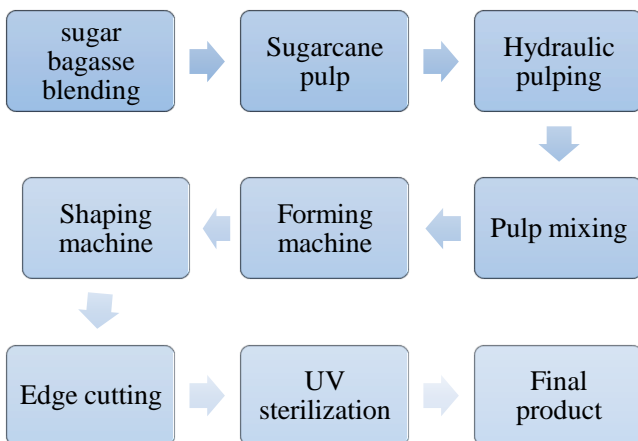 sugar
bagasse
blending
Sugarcane
pulp
Hydraulic
pulping
Pulp mixing
Forming
machine
Shaping
machine
Edge cutting
UV
sterilization
Final
product